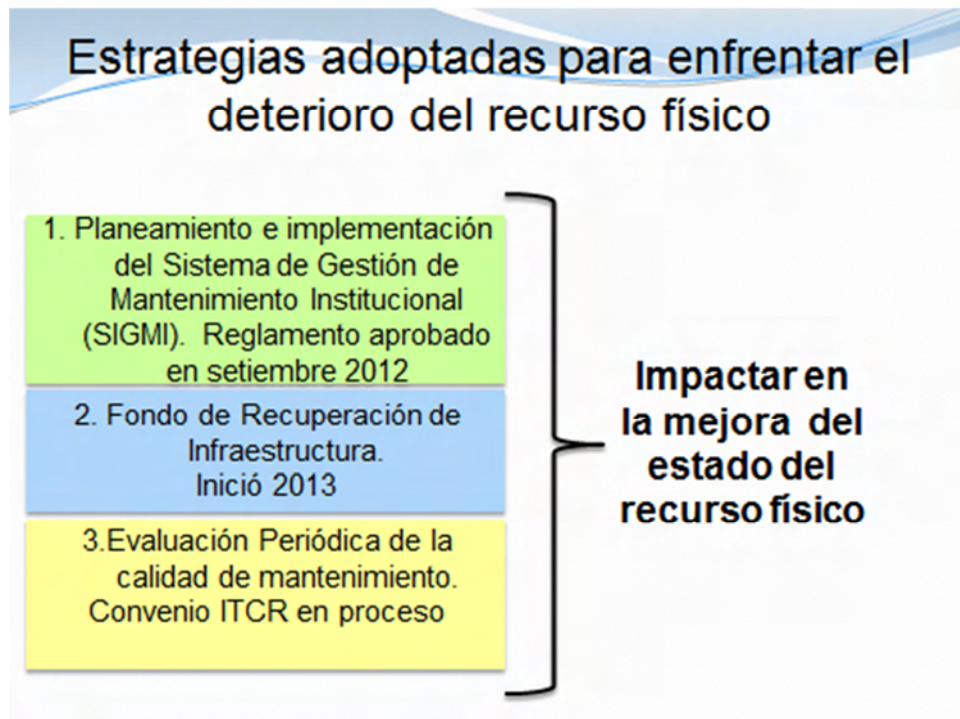 Estrategias adoptadas para enfrentar el
deterioro del recurso físico
1. Planeamiento e implementación
del Sistema de Gestión de
Mantenimiento Institucional
(SIGMI). Reglamento aprobado
en setiembre 2012
2. Fondo de Recuperación de
Infraestructura.
Inició 2013
3.Evaluación Periódica de la
calidad de mantenimiento.
Convenio ITCR en proceso
Impactar en
la mejora del
estado del
recurso físico